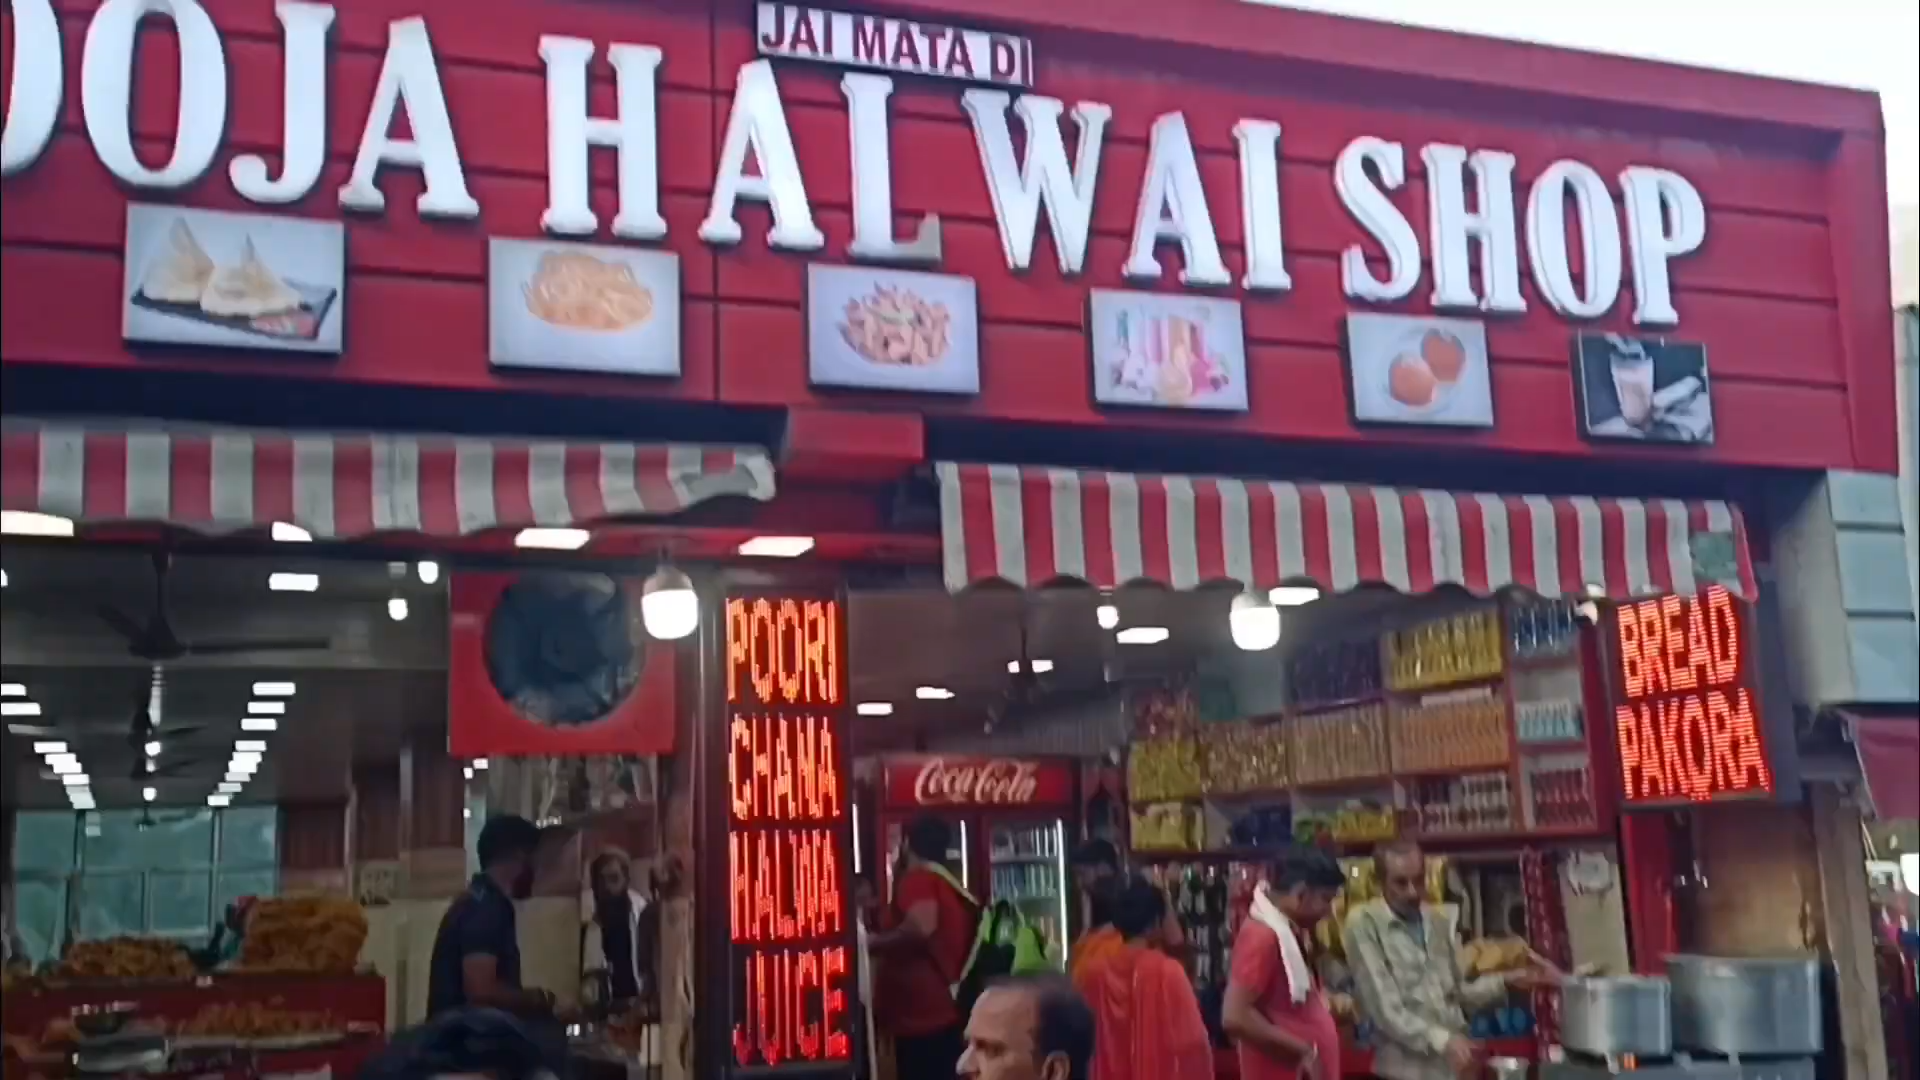 JAI MATA DI
OOJA HALWAI SHOP
POORI
CHANA
HALWA
JUICE
Coca-Cola
BREAD
PAKORA